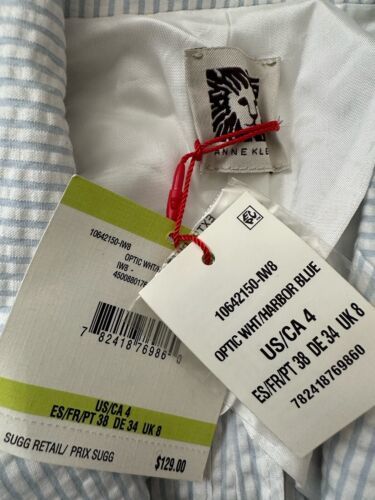 ANNE KLE
10642150-IW8
OPTIC WHT/
IW8 -
7 82418 76986 0
US/CA 4
ES/FR/PT 38 DE 34 UK 8
SUGG RETAIL/ PRIX SUGG
$129.00
10642150-IW8
OPTIC WHT/HARBOR BLUE
US/CA 4
ES/FR/PT 38 DE 34 UK 8
782418769860